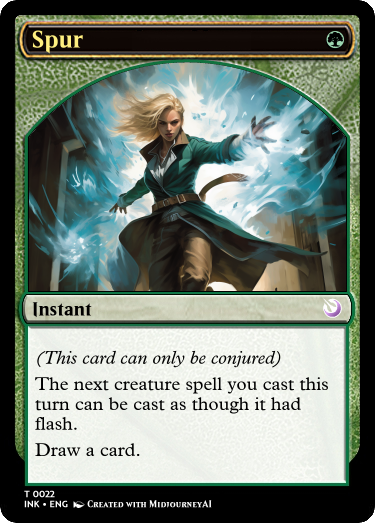 Spur
Instant
(This card can only be conjured)
The next creature spell you cast this
turn can be cast as though it had
flash.
Draw a card.
T 0022
INK • ENG Created with MidjourneyAI